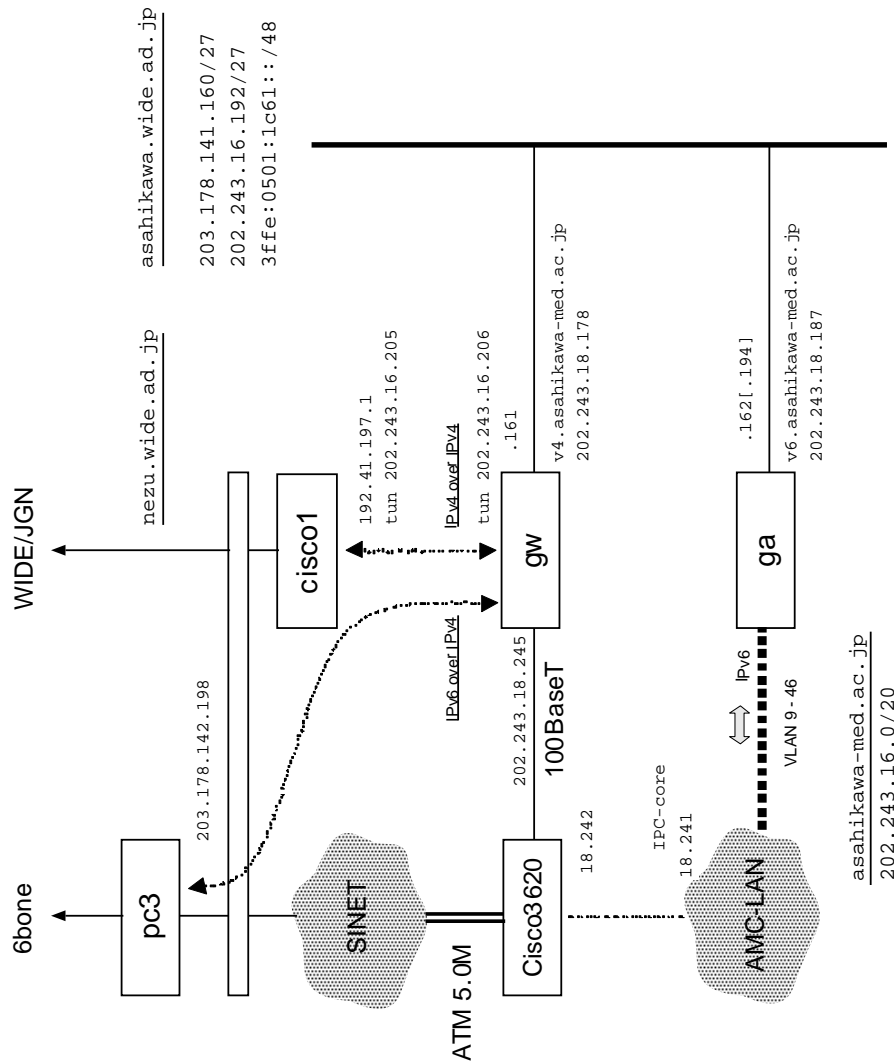 6bone
WIDE/JGN
nezu.wide.ad.jp
asahikawa.wide.ad.jp
203.178.141.160/27
202.243.16.192/27
3ffe:0501:1c61::/48
pc3
203.178.142.198
cisco1
192.41.197.1
tun 202.243.16.205
SINET
IPv6 over IPv4
IPv4 over IPv4
tun 202.243.16.206
.161
ATM 5.0M
Cisco3620
202.243.18.245
100BaseT
gw
v4.asahikawa-med.ac.jp
202.243.18.178
18.242
IPC-core
18.241
AMC-LAN
IPv6
VLAN 9 - 46
ga
.162[.194]
v6.asahikawa-med.ac.jp
202.243.18.187
asahikawa-med.ac.jp
202.243.16.0/20